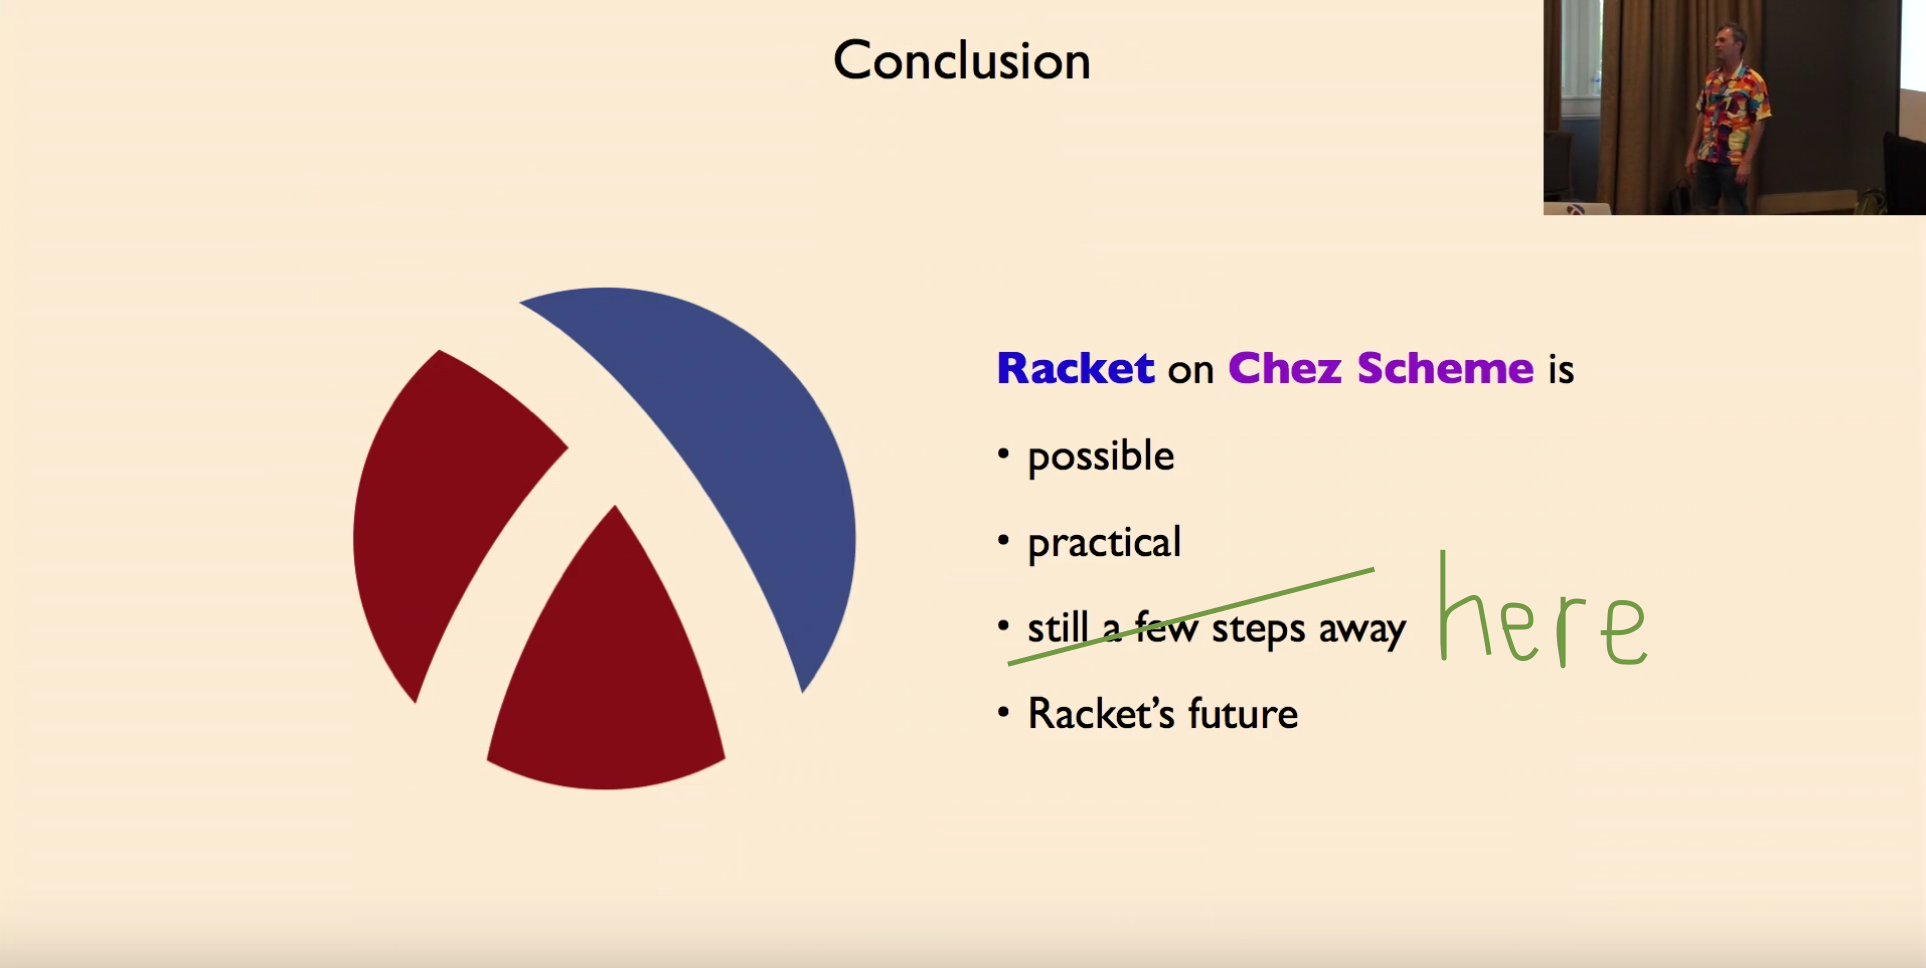 Conclusion
Racket on Chez Scheme is
• possible
• practical
• still a few steps away here
• Racket’s future